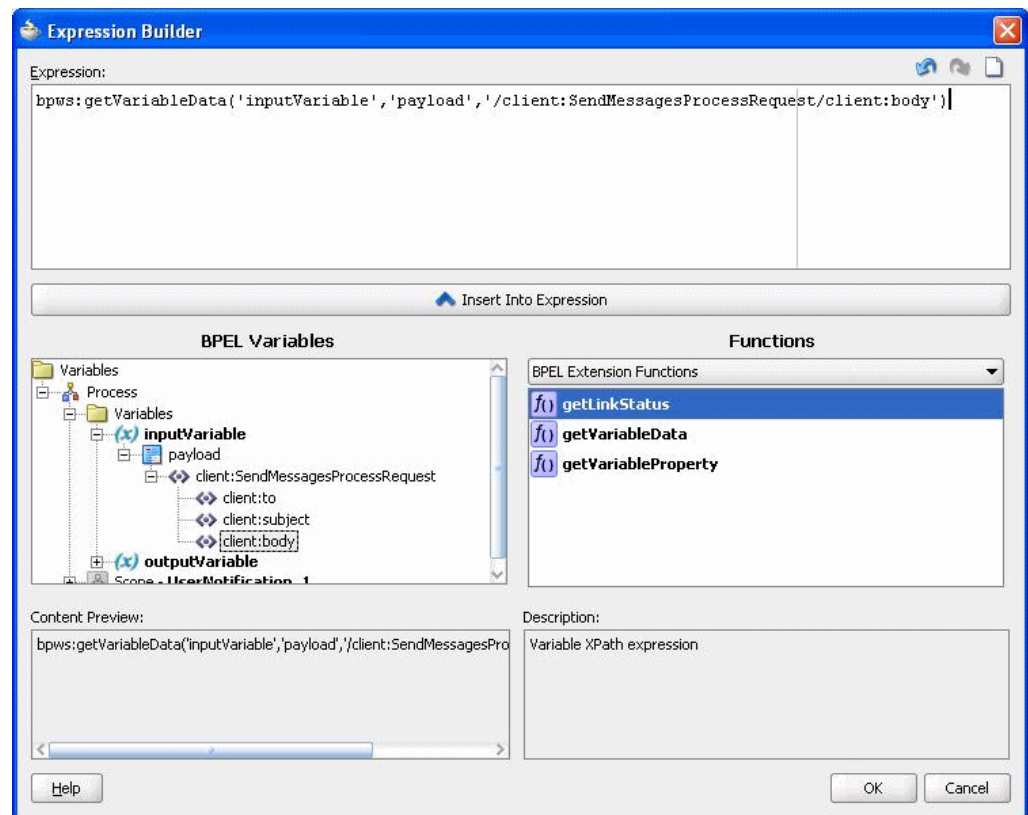 Expression Builder
Expression:
bpws:getVariableData('inputVariable','payload','/client:SendMessagesProcessRequest/client:body')
Insert Into Expression
BPEL Variables
Variables
Process
Variables
(x) inputVariable
payload
client:SendMessagesProcessRequest
client:to
client:subject
client:body
(x) outputVariable
Scope - UserNotification_1
Functions
BPEL Extension Functions
f() getLinkStatus
f() getVariableData
f() getVariableProperty
Content Preview:
bpws:getVariableData('inputVariable','payload','/client:SendMessagesPro
Description:
Variable XPath expression
Help
OK
Cancel